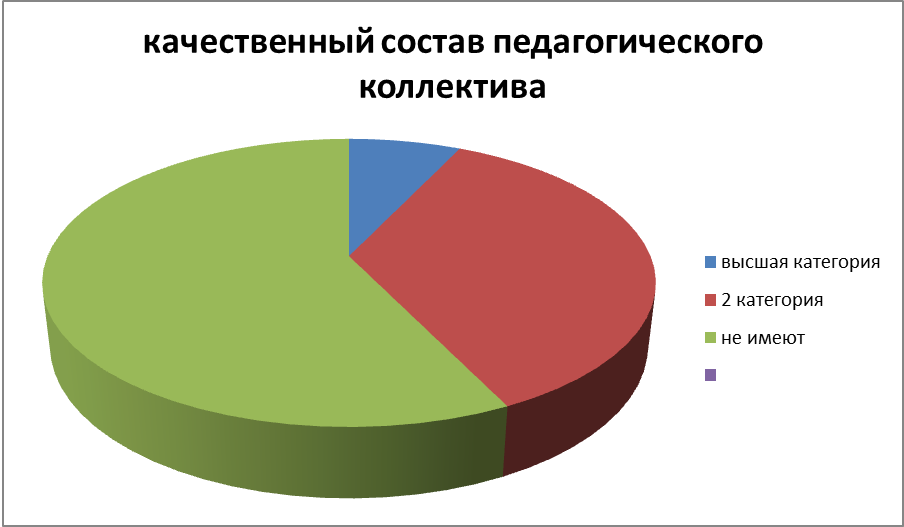 качественный состав педагогического
коллектива
высшая категория
2 категория
не имеют